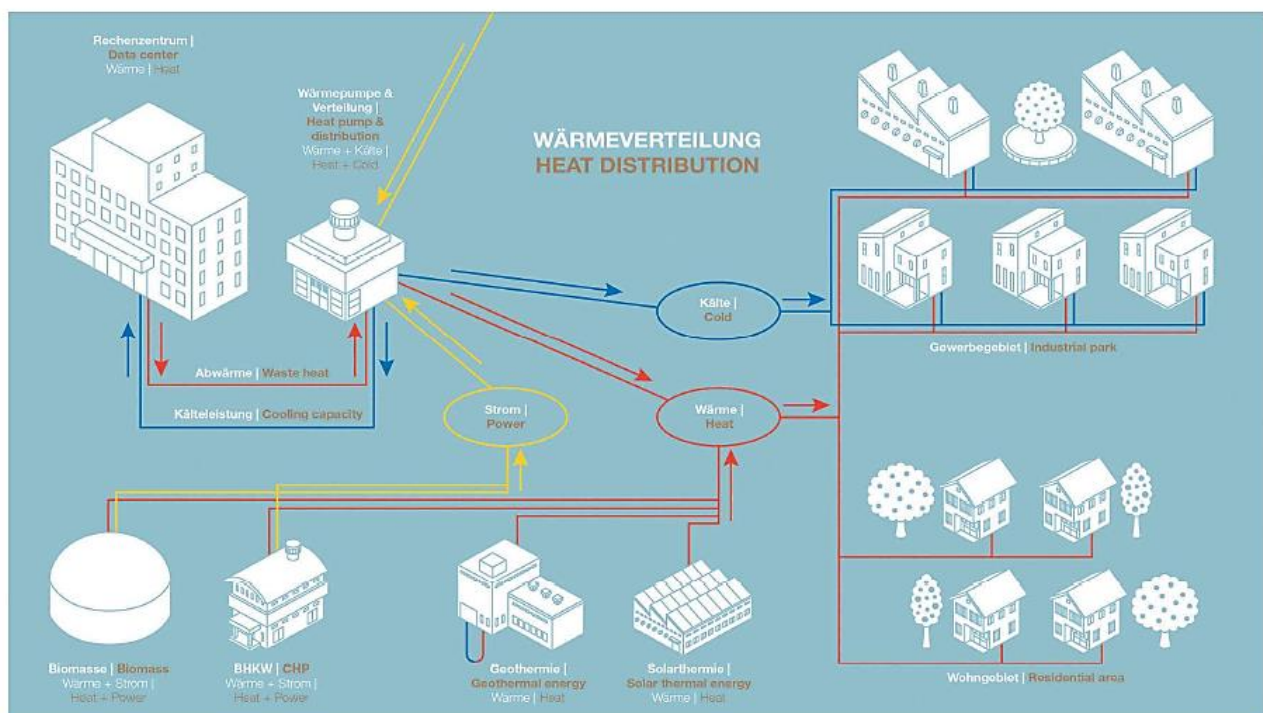 Rechenzentrum |
Data center
Wärme | Heat
Wärmepumpe &
Verteilung |
Heat pump &
distribution
Wärme + Kälte |
Heat + Cold
WÄRMEVERTEILUNG
HEAT DISTRIBUTION
Kälte |
Cold
Gewerbegebiet | Industrial park
Abwärme | Waste heat
Kälteleistung | Cooling capacity
Strom |
Power
Wärme |
Heat
Biomasse | Biomass
Wärme + Strom |
Heat + Power
BHKW | CHP
Wärme + Strom |
Heat + Power
Geothermie |
Geothermal energy
Wärme | Heat
Solarthermie |
Solar thermal energy
Wärme | Heat
Wohngebiet | Residential area